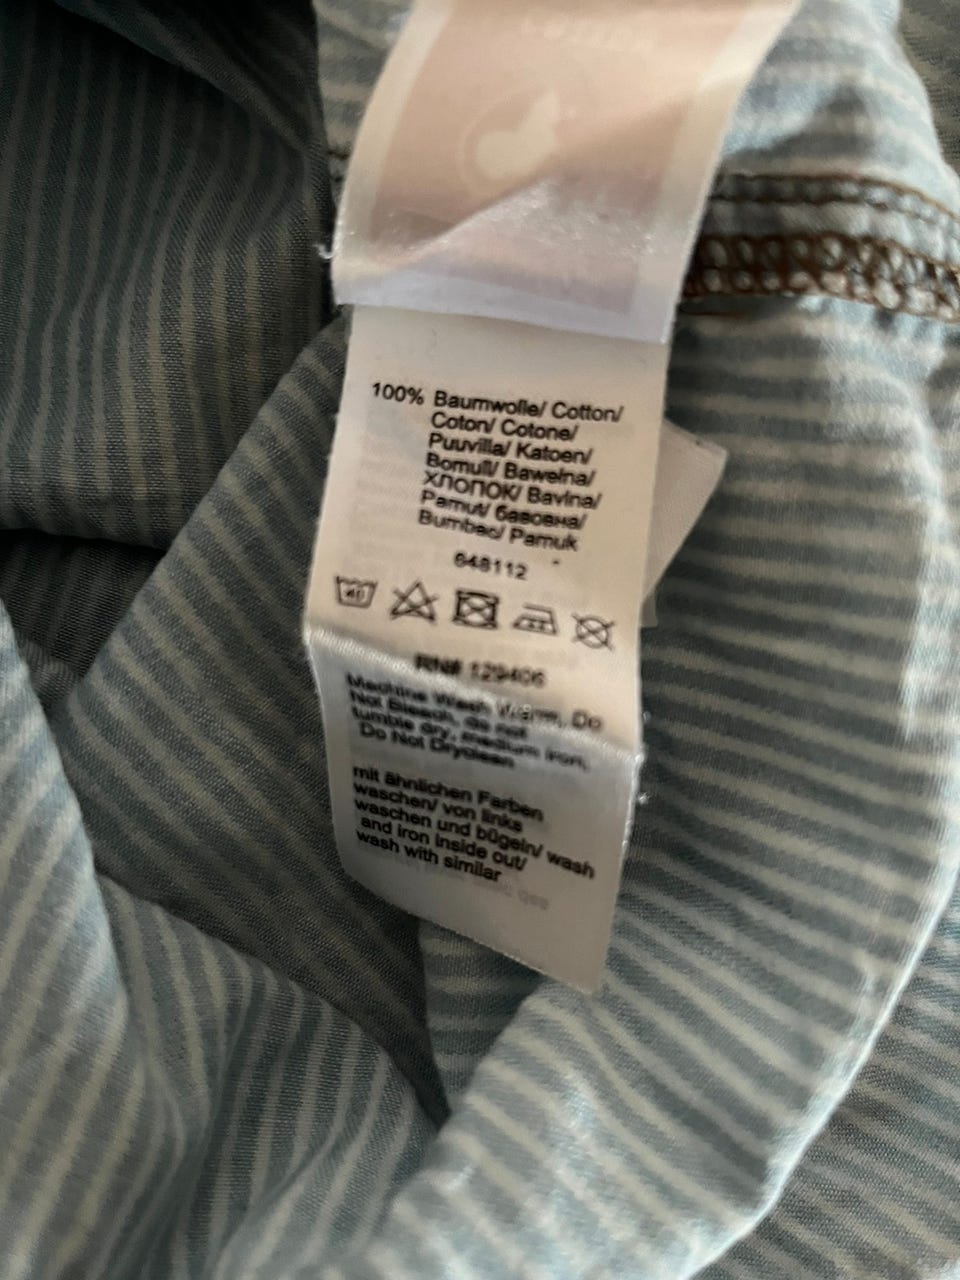 100% Baumwolle/ Cotton/
Coton/ Cotone/
Puuvilla/ Katoen/
Bomull/ Bawełna/
ХЛОПОК/ Bavlna/
Pamut/ бавовна/
Bumbac/ Pamuk
648112
40
RN# 129406
Machine Wash Warm, Do
Not Bleach, do not
tumble dry, medium iron,
Do Not Dryclean
mit ähnlichen Farben
waschen/ von links
waschen und bügeln/ wash
and iron inside out/
wash with similar